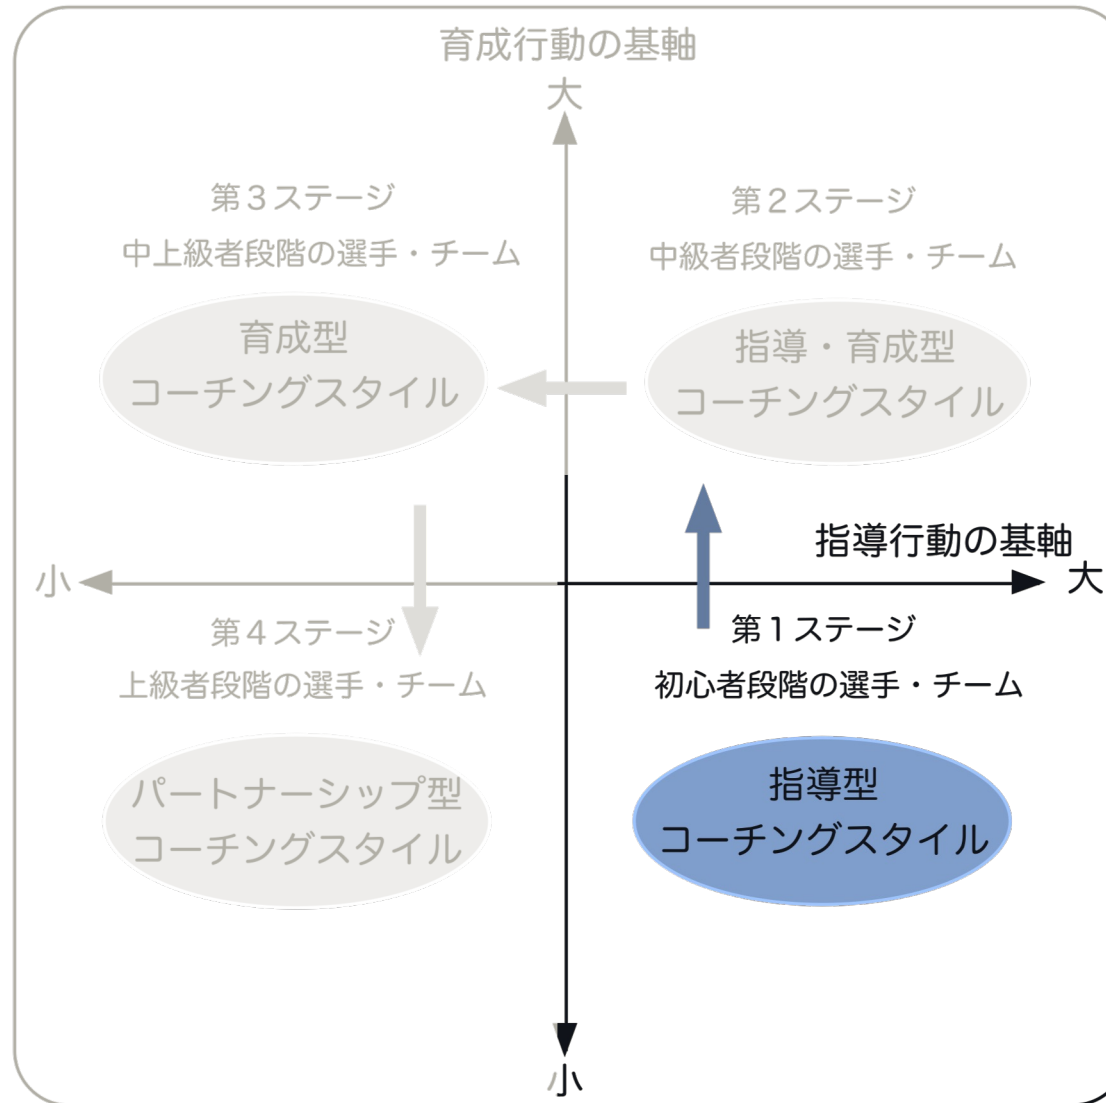 育成行動の基軸
大
第３ステージ
中上級者段階の選手・チーム
育成型
コーチングスタイル
第２ステージ
中級者段階の選手・チーム
指導・育成型
コーチングスタイル
指導行動の基軸
小
大
第４ステージ
上級者段階の選手・チーム
パートナーシップ型
コーチングスタイル
第１ステージ
初心者段階の選手・チーム
指導型
コーチングスタイル
小